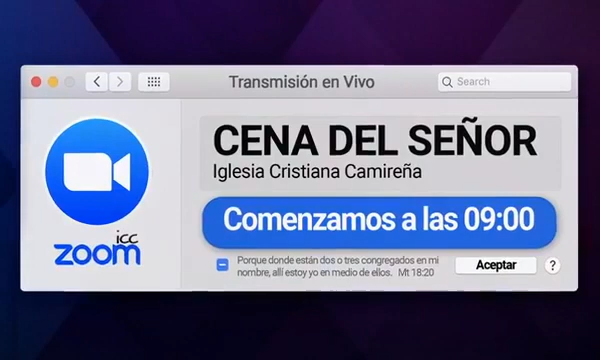 Transmisión en Vivo
Search
CENA DEL SEÑOR
Iglesia Cristiana Camireña
Comenzamos a las 09:00
icc
zoom
Porque donde están dos o tres congregados en mi
nombre, allí estoy yo en medio de ellos. Mt 18:20
Aceptar
?